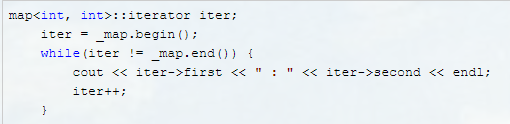 map<int, int>::iterator iter;
    iter = _map.begin();
    while(iter != _map.end()) {
        cout << iter->first << " : " << iter->second << endl;
        iter++;
    }